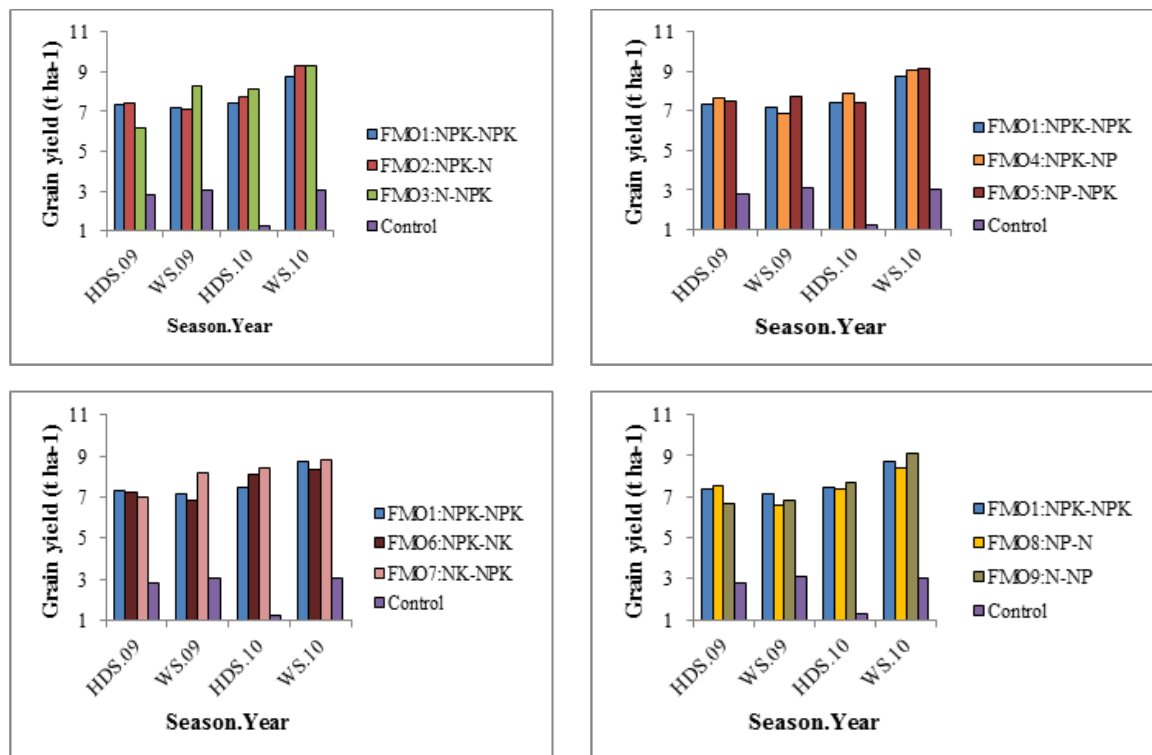 Grain yield (t ha-1)
11
9
7
5
3
1
HDS.09
WS.09
HDS.10
WS.10
Season.Year
FMO1:NPK-NPK
FMO2:NPK-N
FMO3:N-NPK
Control
Grain yield (t ha-1)
11
9
7
5
3
1
HDS.09
WS.09
HDS.10
WS.10
Season.Year
FMO1:NPK-NPK
FMO4:NPK-NP
FMO5:NP-NPK
Control
Grain yield (t ha-1)
11
9
7
5
3
1
HDS.09
WS.09
HDS.10
WS.10
Season.Year
FMO1:NPK-NPK
FMO6:NPK-NK
FMO7:NK-NPK
Control
Grain yield (t ha-1)
11
9
7
5
3
1
HDS.09
WS.09
HDS.10
WS.10
Season.Year
FMO1:NPK-NPK
FMO8:NP-N
FMO9:N-NP
Control